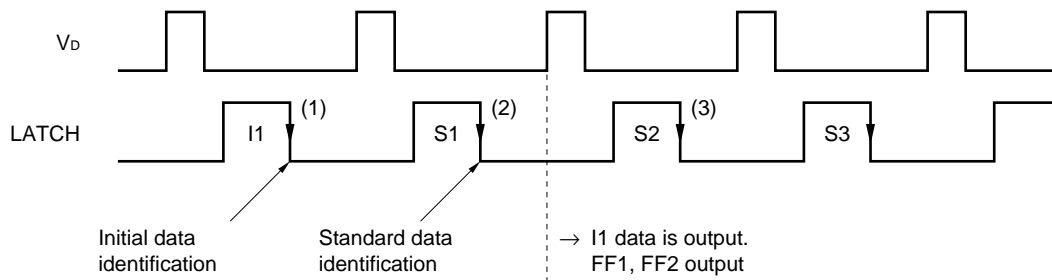 VD
LATCH
I1
(1)
S1
(2)
S2
(3)
S3
Initial data
identification
Standard data
identification
→ I1 data is output.
FF1, FF2 output